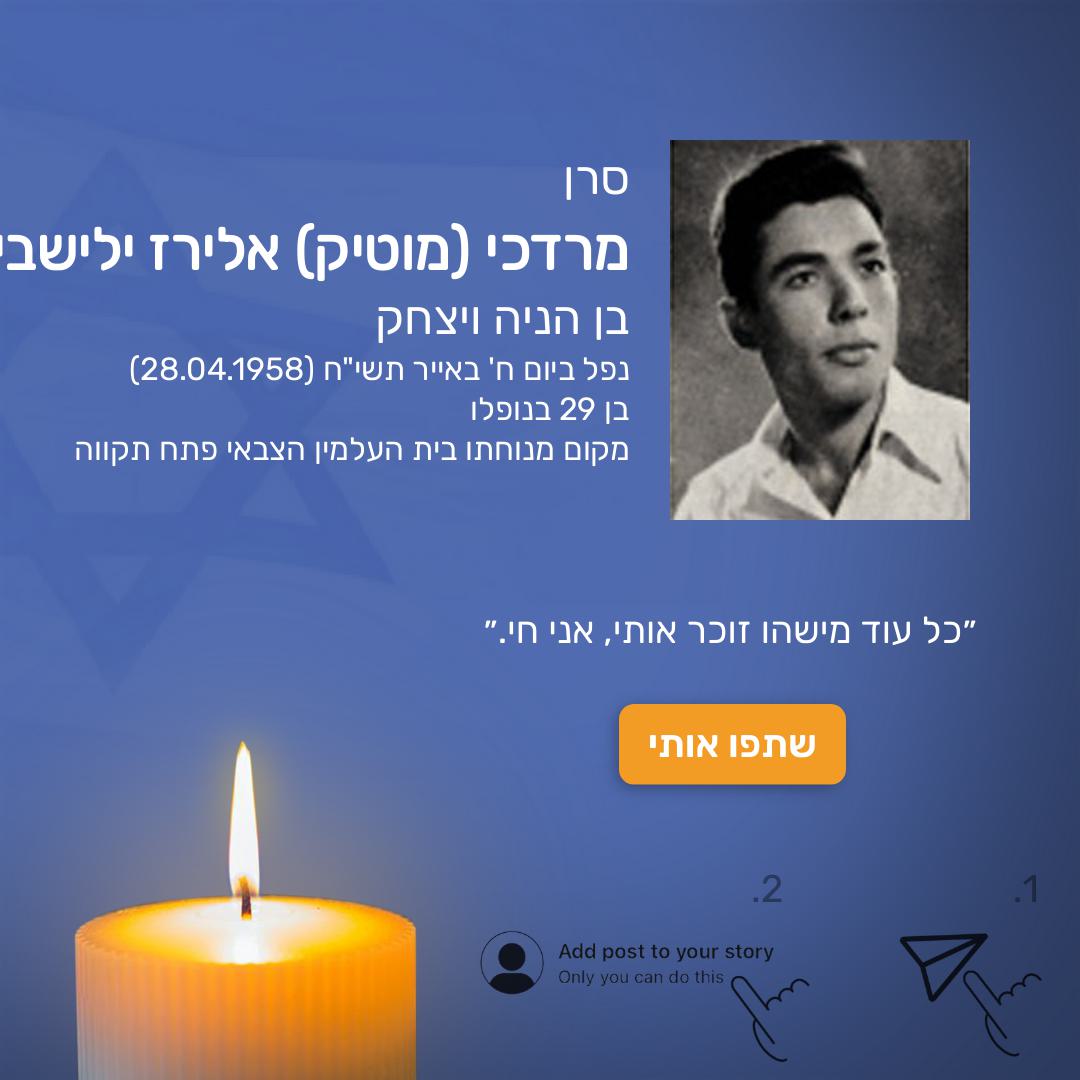 סרן
מרדכי (מוטיק) אלירז
בן הניה ויצחק
נפל ביום ח' באייר תשי"ח (28.04.1958)
בן 29 בנופלו
מקום מנוחתו בית העלמין הצבאי פתח תקווה
״כל עוד מישהו זוכר אותי, אני חי.״
שתפו אותי
1.
2.
Add post to your story
Only you can do this